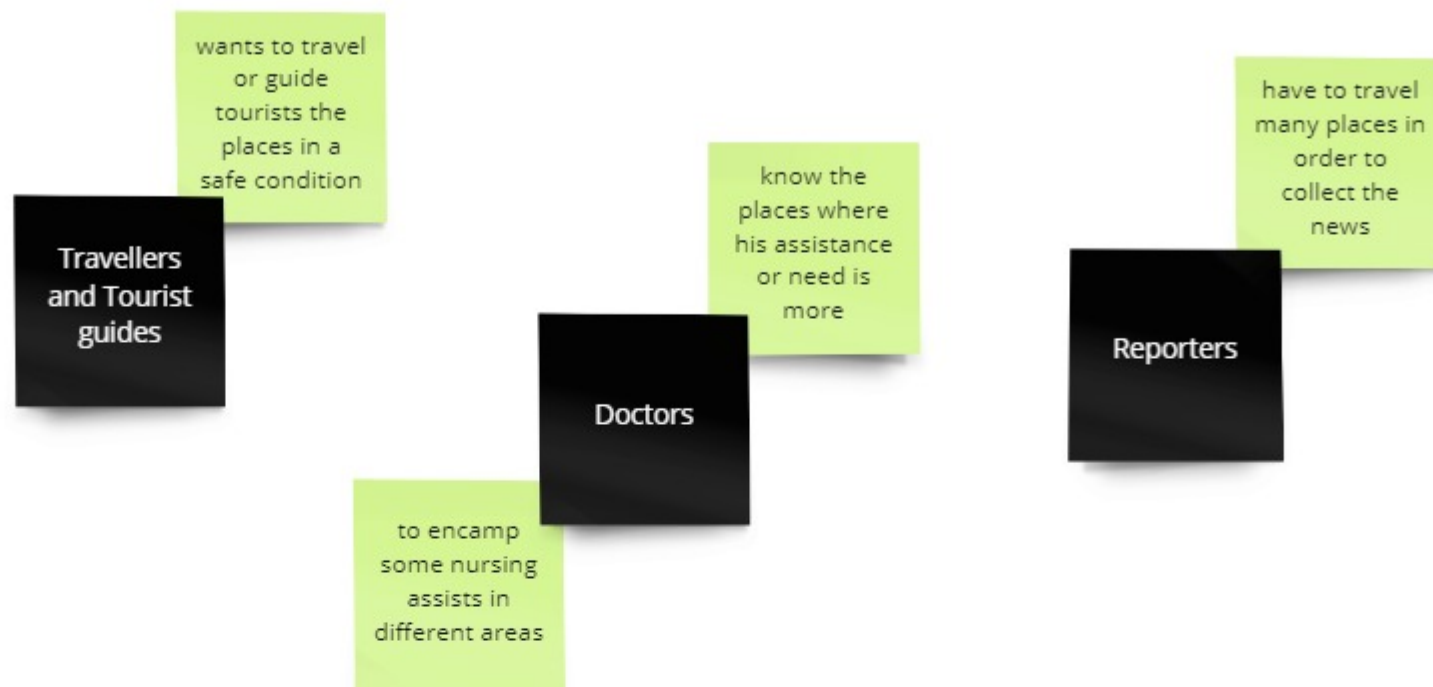 wants to travel
or guide
tourists the
places in a
safe condition
Travellers
and Tourist
guides
know the
places where
his assistance
or need is
more
Doctors
to encamp
some nursing
assists in
different areas
have to travel
many places in
order to
collect the
news
Reporters